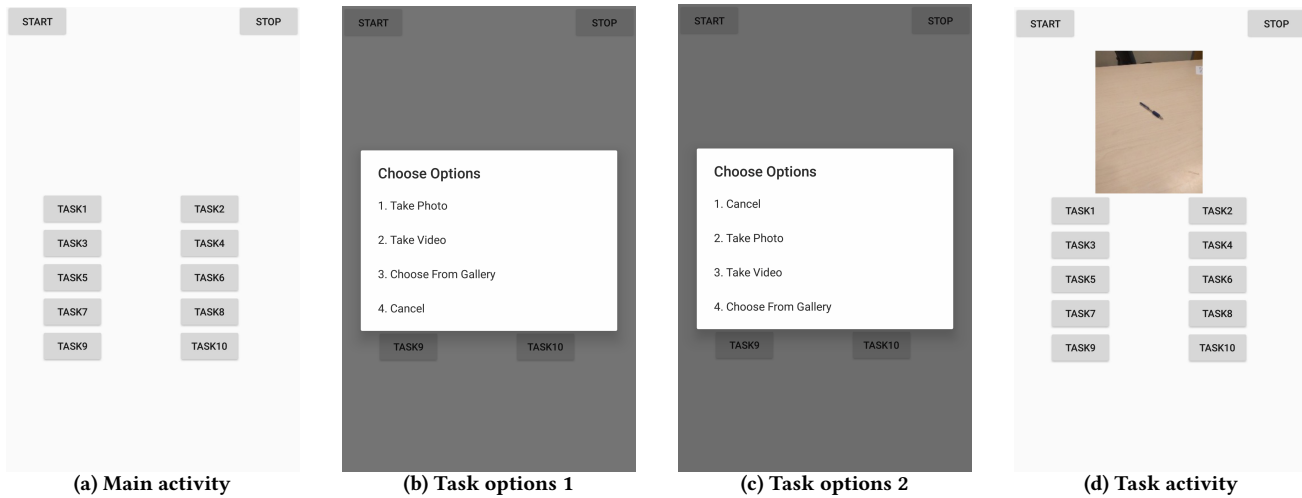 START STOP
TASK1 TASK2
TASK3 TASK4
TASK5 TASK6
TASK7 TASK8
TASK9 TASK10
(a) Main activity
START STOP
Choose Options
1. Take Photo
2. Take Video
3. Choose From Gallery
4. Cancel
TASK9 TASK10
(b) Task options 1
START STOP
Choose Options
1. Cancel
2. Take Photo
3. Take Video
4. Choose From Gallery
TASK9 TASK10
(c) Task options 2
START STOP
TASK1 TASK2
TASK3 TASK4
TASK5 TASK6
TASK7 TASK8
TASK9 TASK10
(d) Task activity